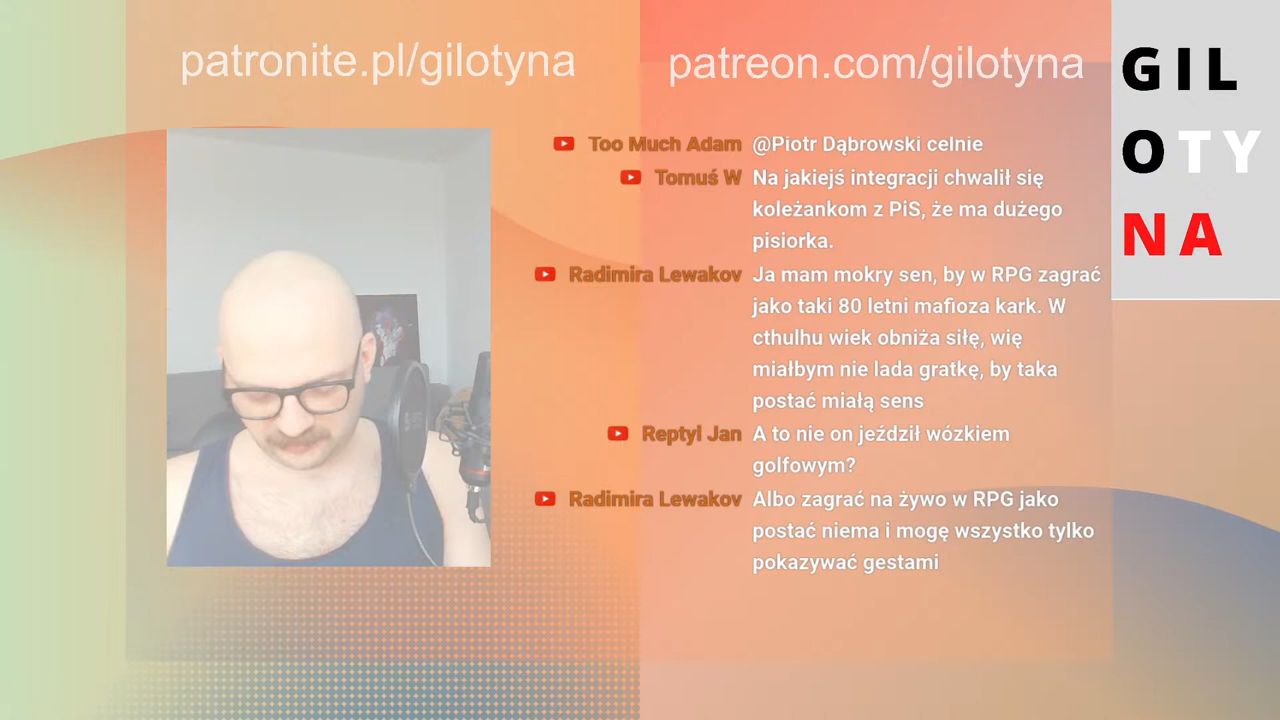 patronite.pl/gilotyna
patreon.com/gilotyna
GIL
OTY
NA
Too Much Adam @Piotr Dąbrowski celnie
Tomuś W Na jakiejś integracji chwalił się
koleżankom z PiS, że ma dużego
pisiorka.
Radimira Lewakov Ja mam mokry sen, by w RPG zagrać
jako taki 80 letni mafioza kark. W
cthulhu wiek obniża siłę, wię
miałbym nie lada gratkę, by taka
postać miałą sens
Reptyl Jan A to nie on jeździł wózkiem
golfowym?
Radimira Lewakov Albo zagrać na żywo w RPG jako
postać niema i mogę wszystko tylko
pokazywać gestami